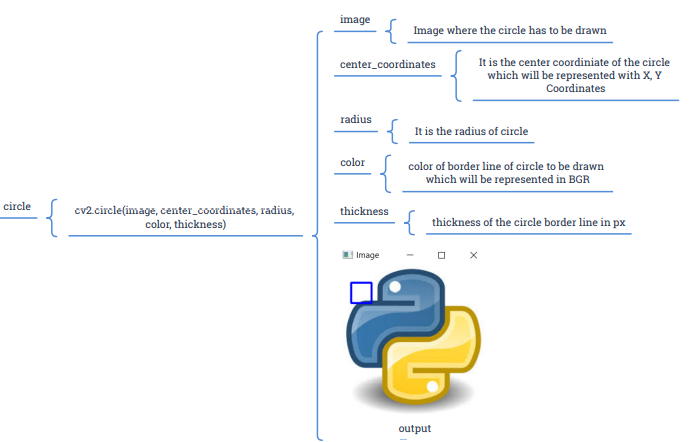 image
Image where the circle has to be drawn
center_coordinates
It is the center coordiniate of the circle
which will be represented with X, Y
Coordinates
radius
It is the radius of circle
color
color of border line of circle to be drawn
which will be represented in BGR
circle
cv2.circle(image, center_coordinates, radius,
color, thickness)
thickness
thickness of the circle border line in px
Image
output